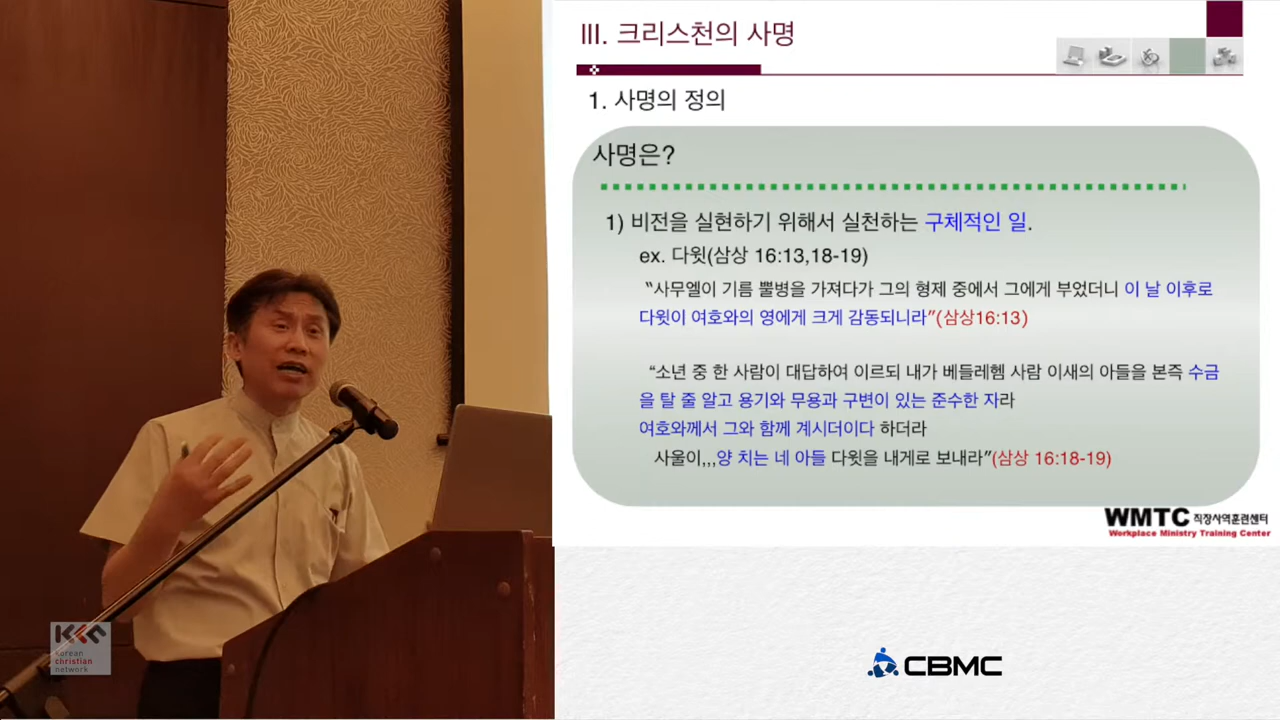 III. 크리스천의 사명
1. 사명의 정의
사명은?
1) 비전을 실현하기 위해서 실천하는 구체적인 일.
ex. 다윗(삼상 16:13,18-19)
“사무엘이 기름 뿔병을 가져다가 그의 형제 중에서 그에게 부었더니 이 날 이후로
다윗이 여호와의 영에게 크게 감동되니라”(삼상16:13)
“소년 중 한 사람이 대답하여 이르되 내가 베들레헴 사람 이새의 아들을 본즉 수금
을 탈 줄 알고 용기와 무용과 구변이 있는 준수한 자라
여호와께서 그와 함께 계시더이다 하더라
사울이,,,양 치는 네 아들 다윗을 내게로 보내라”(삼상 16:18-19)
WMTC 직장사역훈련센터
Workplace Ministry Training Center
CBMC
KCN
korean
christian
network